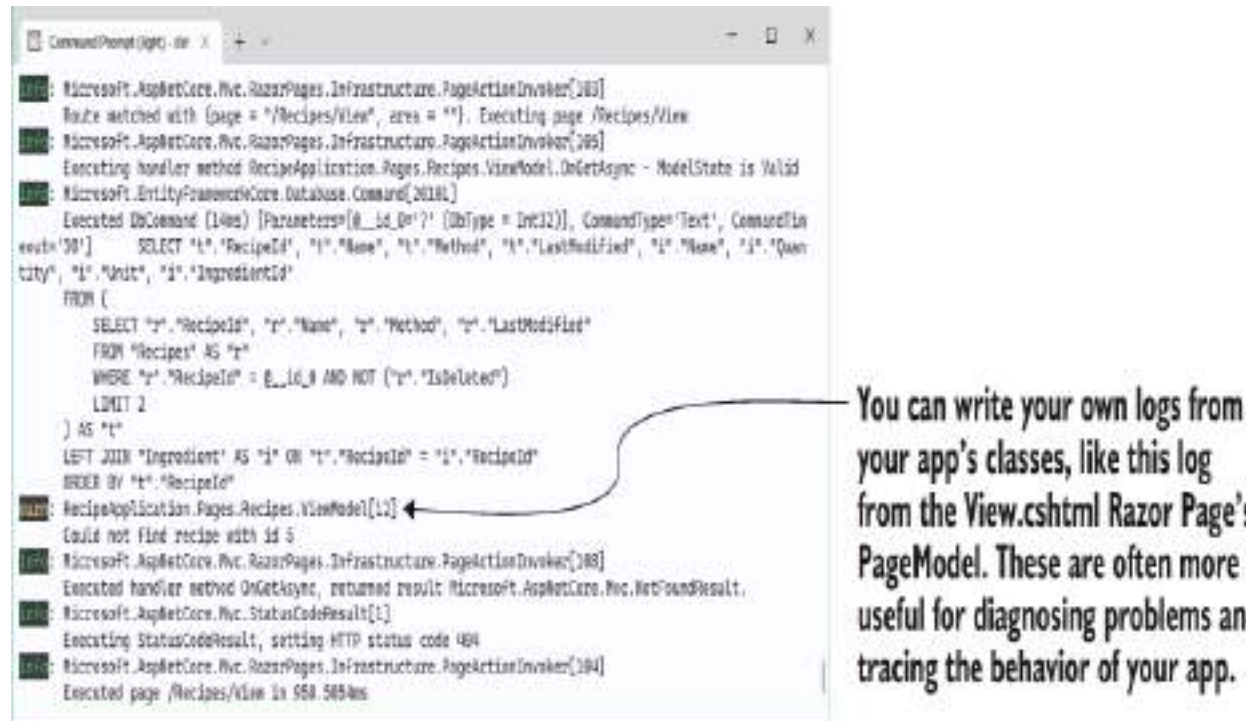 Command Prompt (light) - dot X + - □ X
info: Microsoft.AspNetCore.Mvc.RazorPages.Infrastructure.PageActionInvoker[103]
Route matched with {page = "/Recipes/View", area = ""}. Executing page /Recipes/View
info: Microsoft.AspNetCore.Mvc.RazorPages.Infrastructure.PageActionInvoker[105]
Executing handler method RecipeApplication.Pages.Recipes.ViewModel.OnGetAsync - ModelState is Valid
info: Microsoft.EntityFrameworkCore.Database.Command[20101]
Executed DbCommand (14ms) [Parameters=[@__id_0='?' (DbType = Int32)], CommandType='Text', CommandTim
eout='30'] SELECT "t"."RecipeId", "t"."Name", "t"."Method", "t"."LastModified", "i"."Name", "i"."Quan
tity", "i"."Unit", "i"."IngredientId"
FROM (
SELECT "r"."RecipeId", "r"."Name", "r"."Method", "r"."LastModified"
FROM "Recipes" AS "r"
WHERE "r"."RecipeId" = @__id_0 AND NOT ("r"."IsDeleted")
LIMIT 2
) AS "t"
LEFT JOIN "Ingredient" AS "i" ON "t"."RecipeId" = "i"."RecipeId"
ORDER BY "t"."RecipeId"
warn: RecipeApplication.Pages.Recipes.ViewModel[12]
Could not find recipe with id 5
info: Microsoft.AspNetCore.Mvc.RazorPages.Infrastructure.PageActionInvoker[108]
Executed handler method OnGetAsync, returned result Microsoft.AspNetCore.Mvc.NotFoundResult.
info: Microsoft.AspNetCore.Mvc.StatusCodeResult[1]
Executing StatusCodeResult, setting HTTP status code 404
info: Microsoft.AspNetCore.Mvc.RazorPages.Infrastructure.PageActionInvoker[104]
Executed page /Recipes/View in 950.5054ms
You can write your own logs from
your app's classes, like this log
from the View.cshtml Razor Page's
PageModel. These are often more
useful for diagnosing problems an
tracing the behavior of your app.